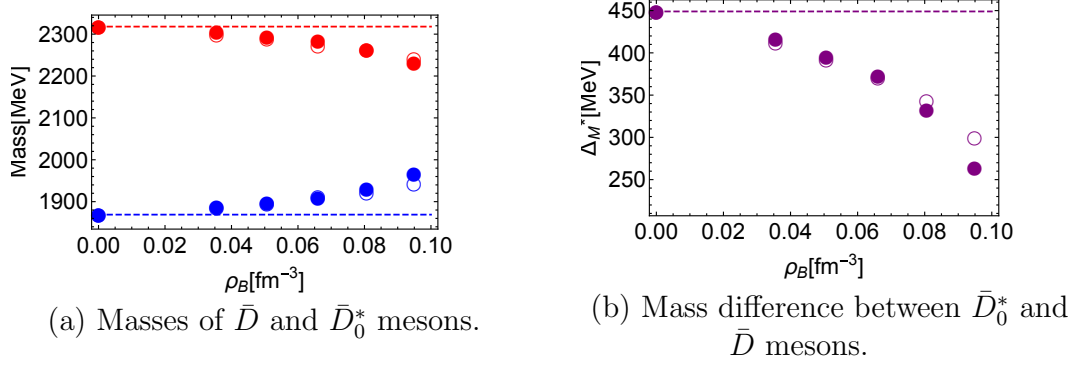 2300
2200
2100
2000
1900
Mass[MeV]
0.00 0.02 0.04 0.06 0.08 0.10
ρ_B[fm⁻³]
(a) Masses of D̄ and D̄₀* mesons.
450
400
350
300
250
Δ_M*[MeV]
0.00 0.02 0.04 0.06 0.08 0.10
ρ_B[fm⁻³]
(b) Mass difference between D̄₀* and
D̄ mesons.